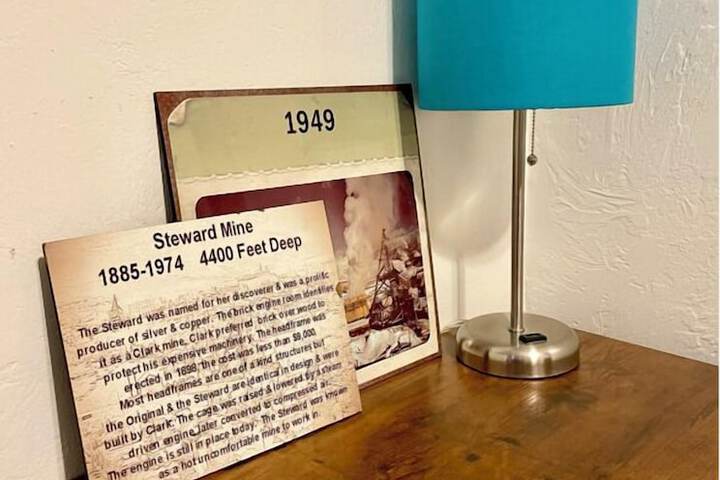 1949
Steward Mine
1885-1974 4400 Feet Deep
The Steward was named for her discoverer & was a prolific
producer of silver & copper. The brick engine room identifies
it as a Clark mine. Clark preferred brick over wood to
protect his expensive machinery. The headframe was
erected in 1898, the cost was less than $9,000.
Most headframes are one of a kind structures but
the Original & the Steward are identical in design & were
built by Clark. The cage was raised & lowered by a steam
driven engine, later converted to compressed air.
The engine is still in place today. The Steward was known
as a hot uncomfortable mine to work in.